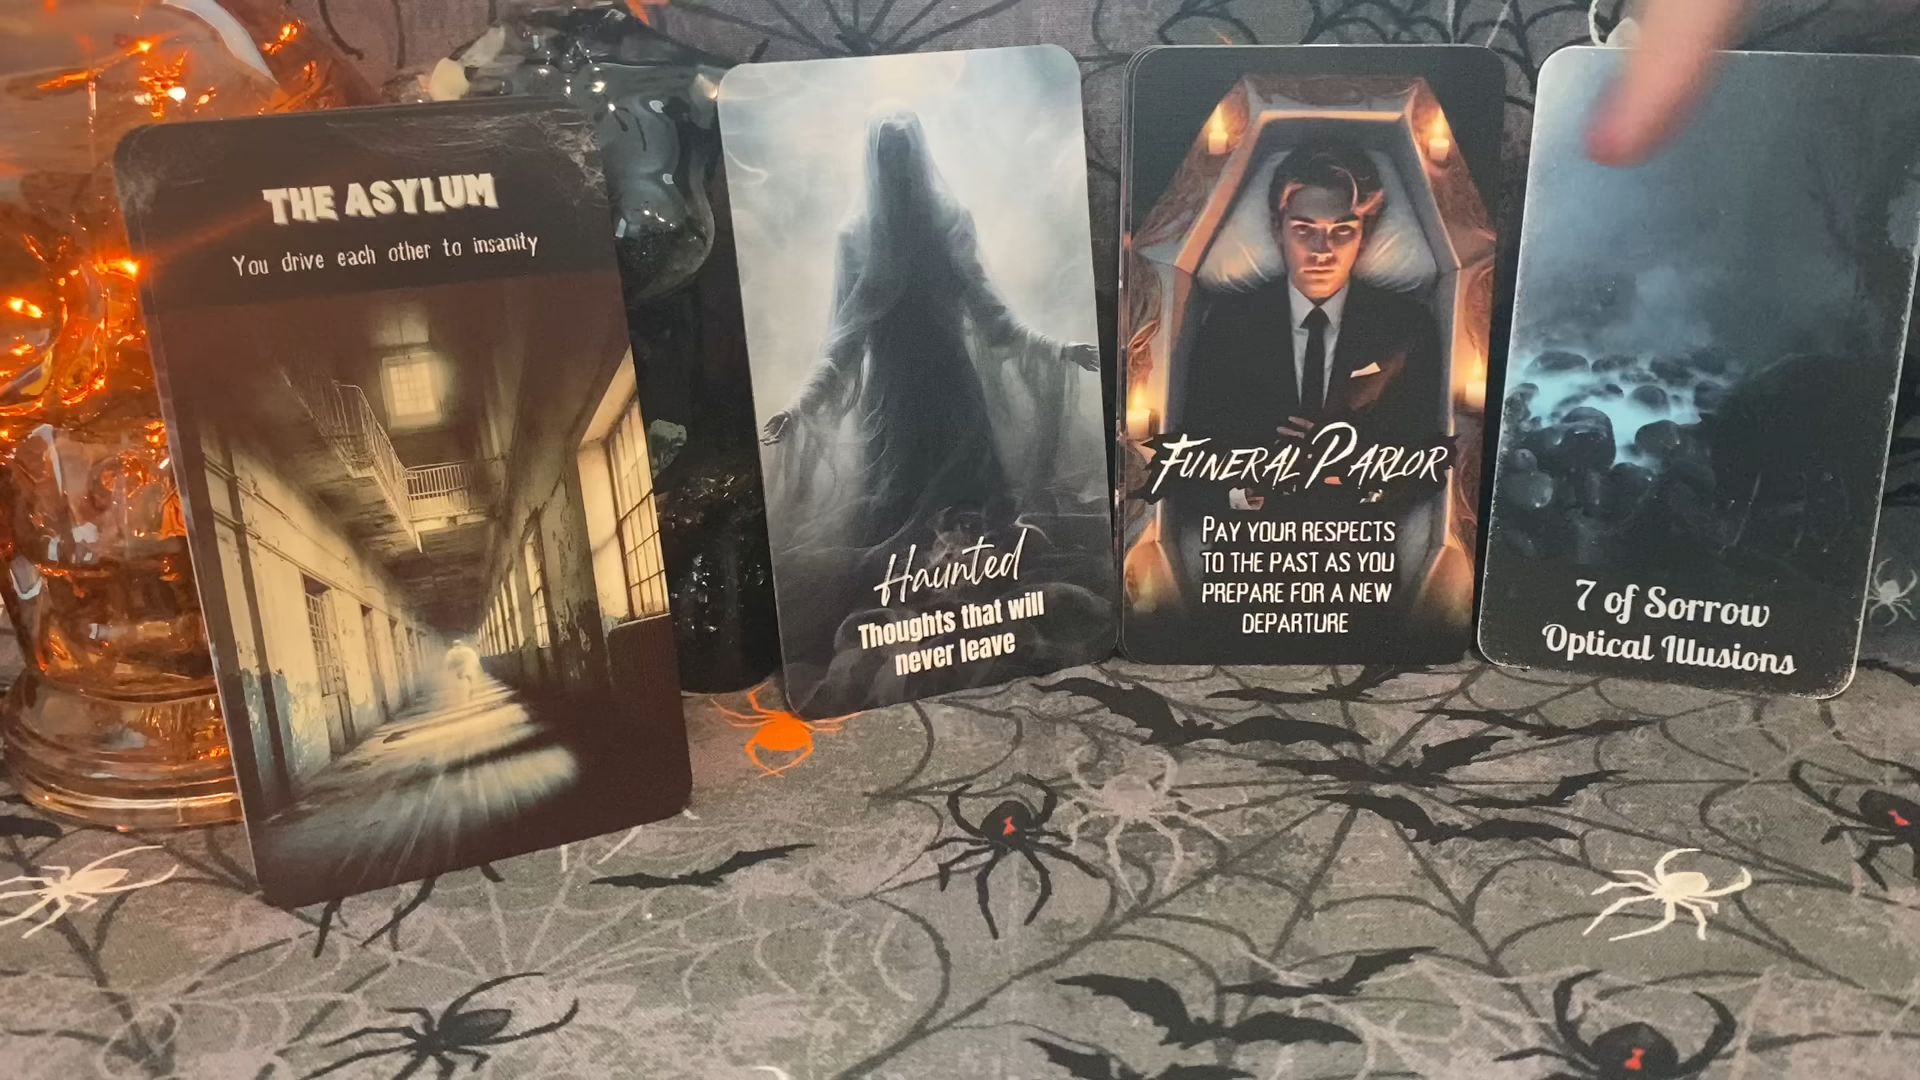 THE ASYLUM
You drive each other to insanity
Haunted
Thoughts that will
never leave
FUNERAL PARLOR
PAY YOUR RESPECTS
TO THE PAST AS YOU
PREPARE FOR A NEW
DEPARTURE
7 of Sorrow
Optical Illusions